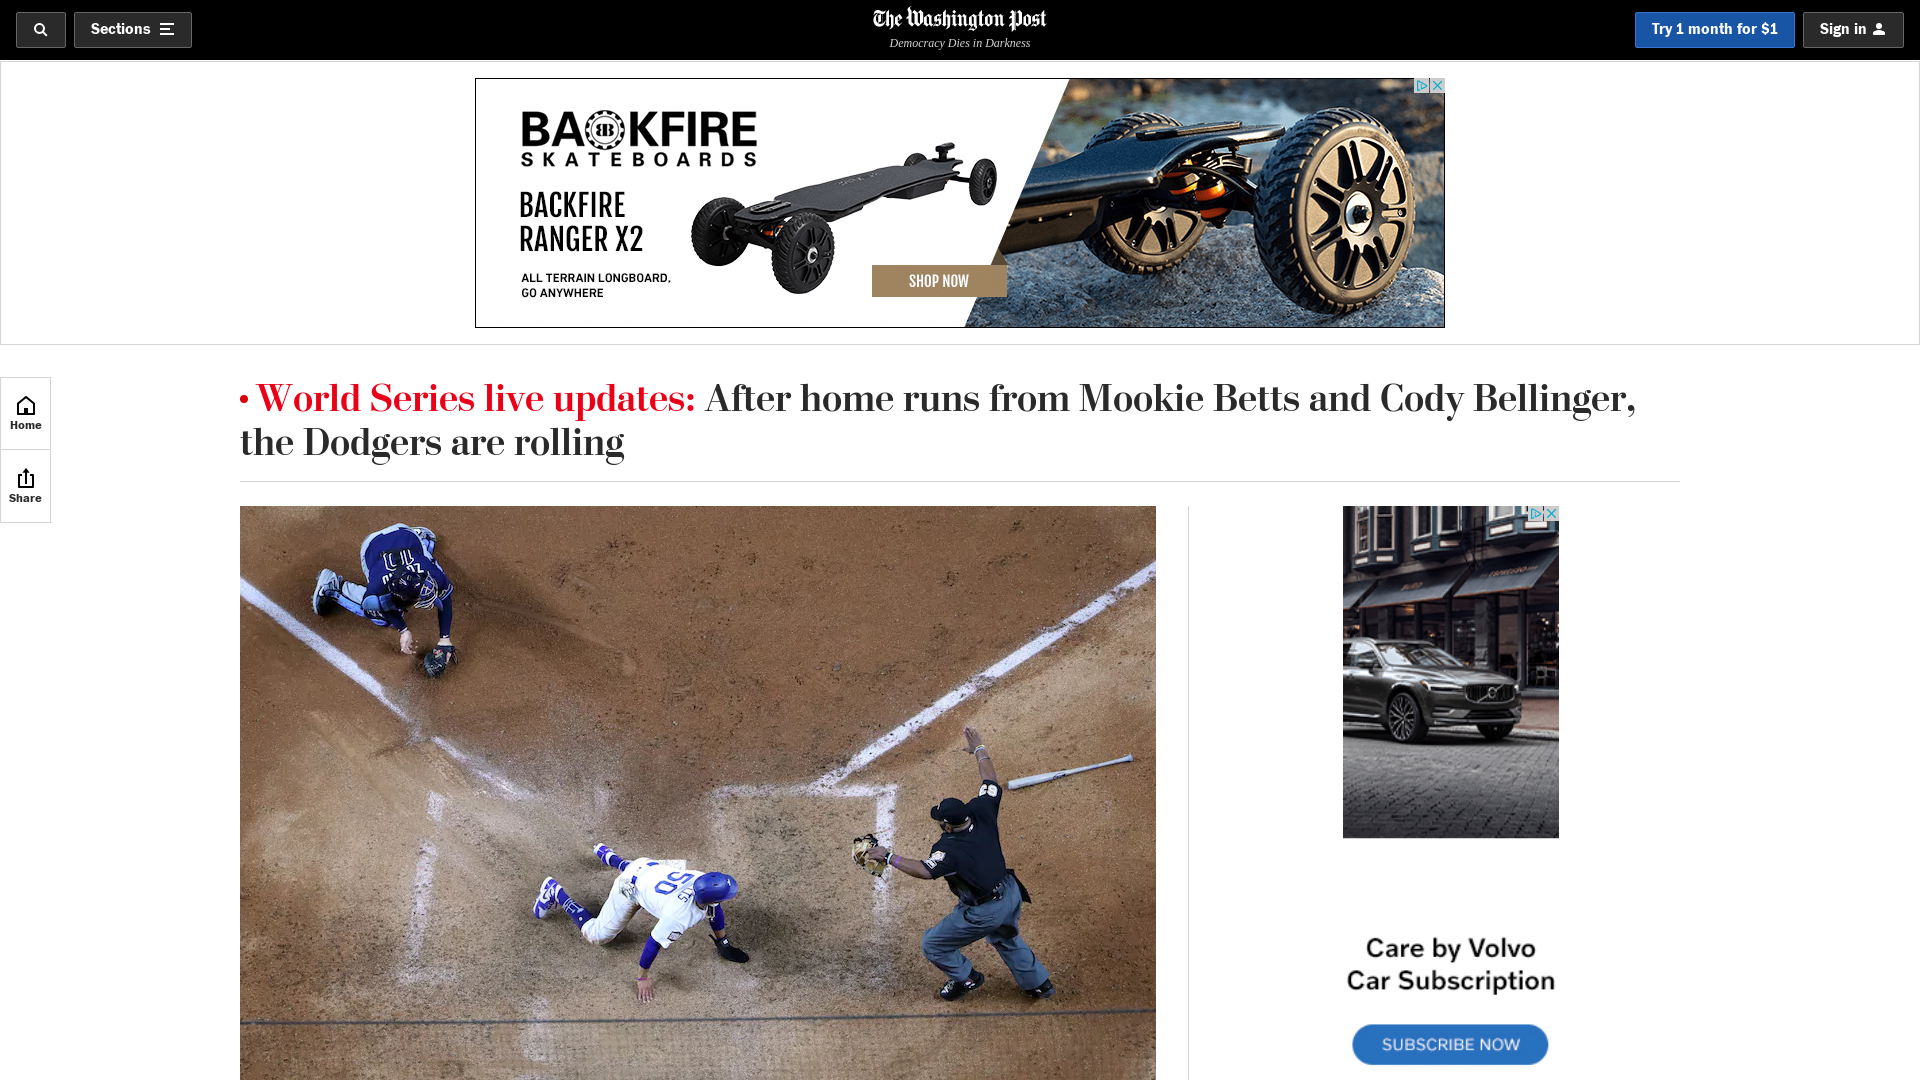 Sections
The Washington Post
Democracy Dies in Darkness
Try 1 month for $1
Sign in
BACKFIRE
SKATEBOARDS
BACKFIRE
RANGER X2
ALL TERRAIN LONGBOARD,
GO ANYWHERE
SHOP NOW
Home
Share
• World Series live updates: After home runs from Mookie Betts and Cody Bellinger,
the Dodgers are rolling
50
Care by Volvo
Car Subscription
SUBSCRIBE NOW